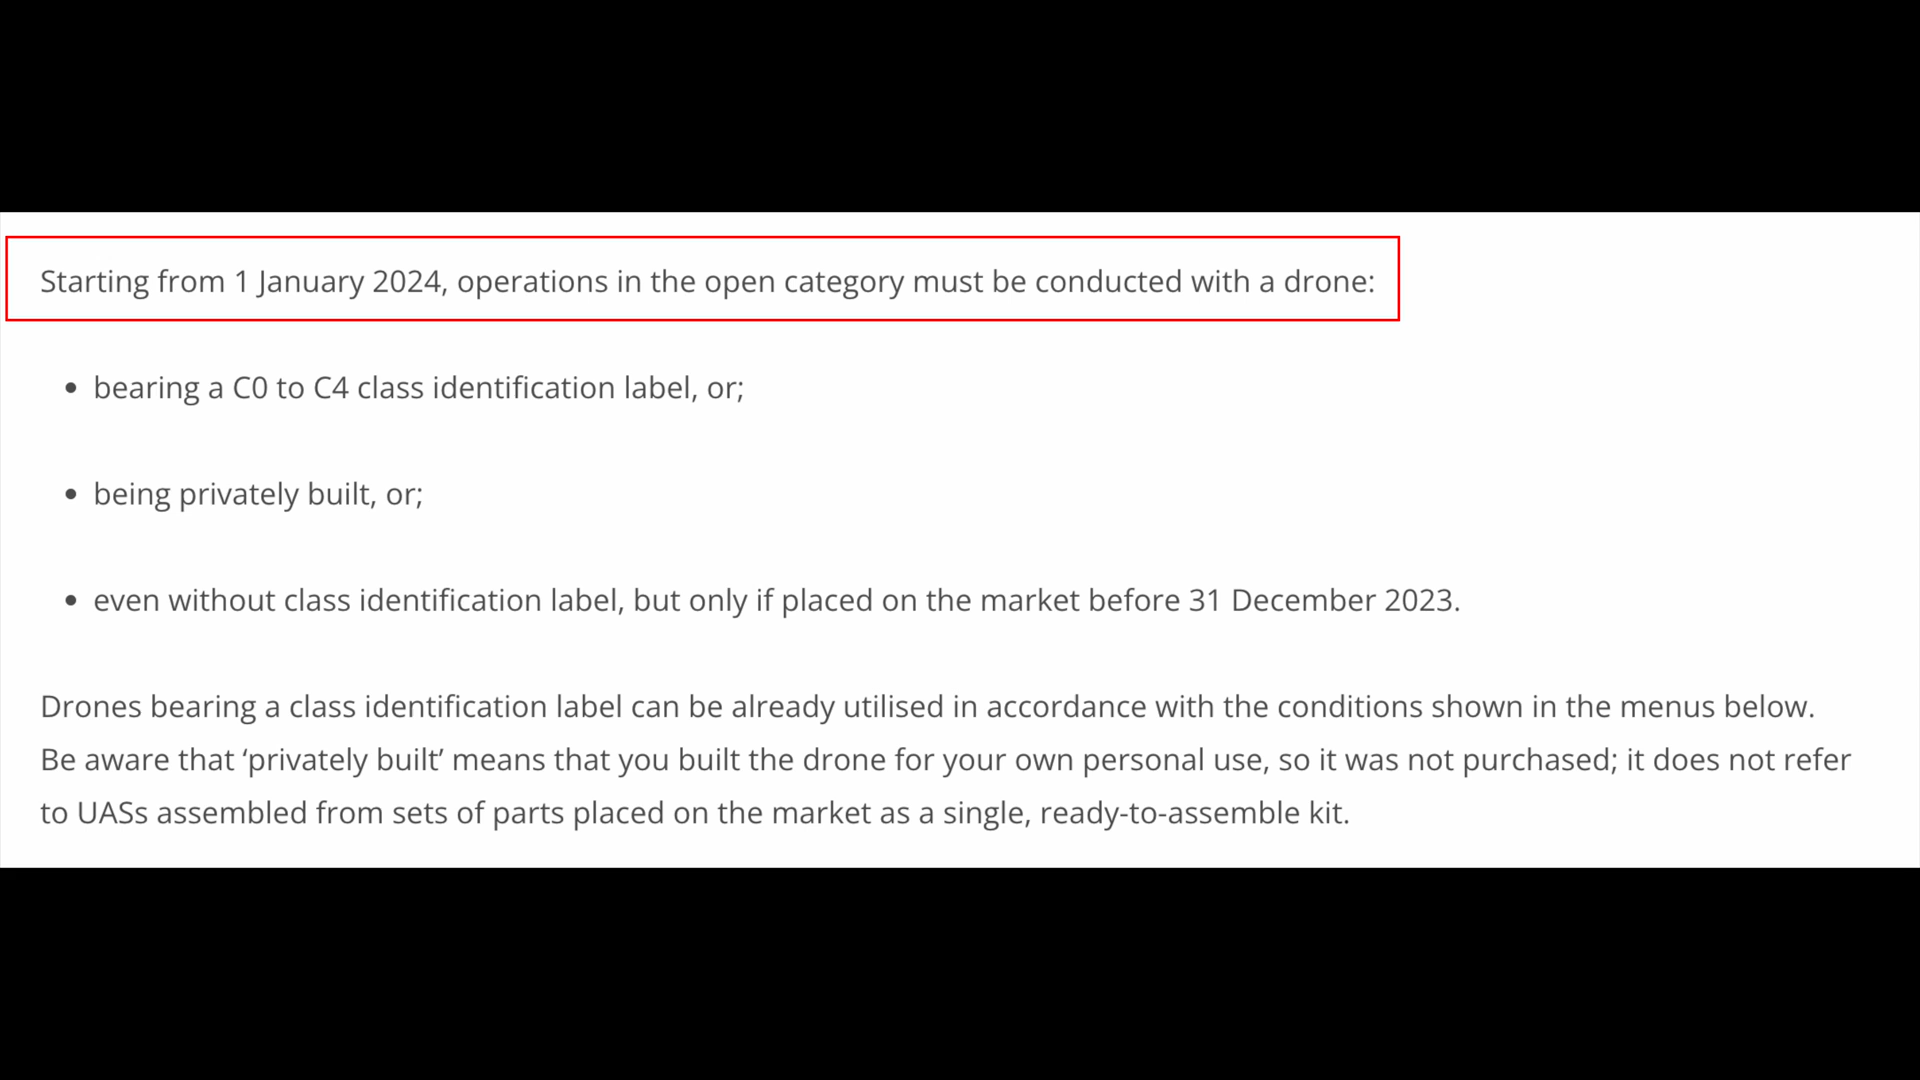 Starting from 1 January 2024, operations in the open category must be conducted with a drone:
• bearing a C0 to C4 class identification label, or;
• being privately built, or;
• even without class identification label, but only if placed on the market before 31 December 2023.
Drones bearing a class identification label can be already utilised in accordance with the conditions shown in the menus below.
Be aware that ‘privately built’ means that you built the drone for your own personal use, so it was not purchased; it does not refer
to UASs assembled from sets of parts placed on the market as a single, ready-to-assemble kit.